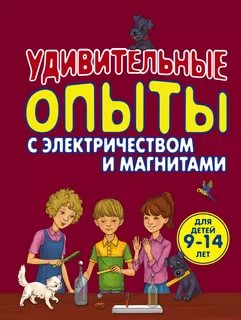 УДИВИТЕЛЬНЫЕ
ОПЫТЫ
С ЭЛЕКТРИЧЕСТВОМ
И МАГНИТАМИ
ДЛЯ
ДЕТЕЙ
9-14
ЛЕТ